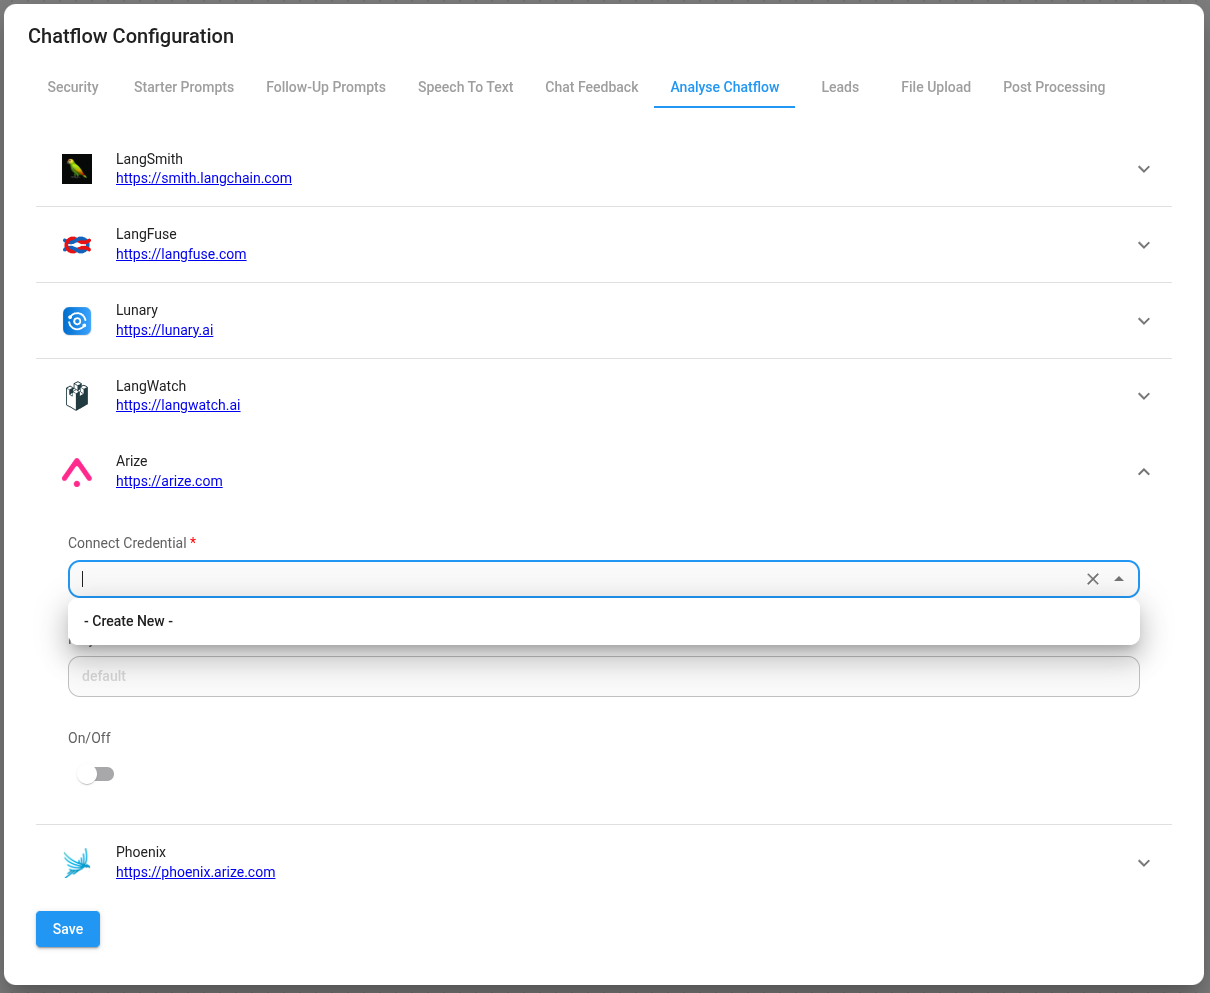 Chatflow Configuration
Security Starter Prompts Follow-Up Prompts Speech To Text Chat Feedback Analyse Chatflow Leads File Upload Post Processing
LangSmith
https://smith.langchain.com
LangFuse
https://langfuse.com
Lunary
https://lunary.ai
LangWatch
https://langwatch.ai
Arize
https://arize.com
Connect Credential *
- Create New -
default
On/Off
Phoenix
https://phoenix.arize.com
Save